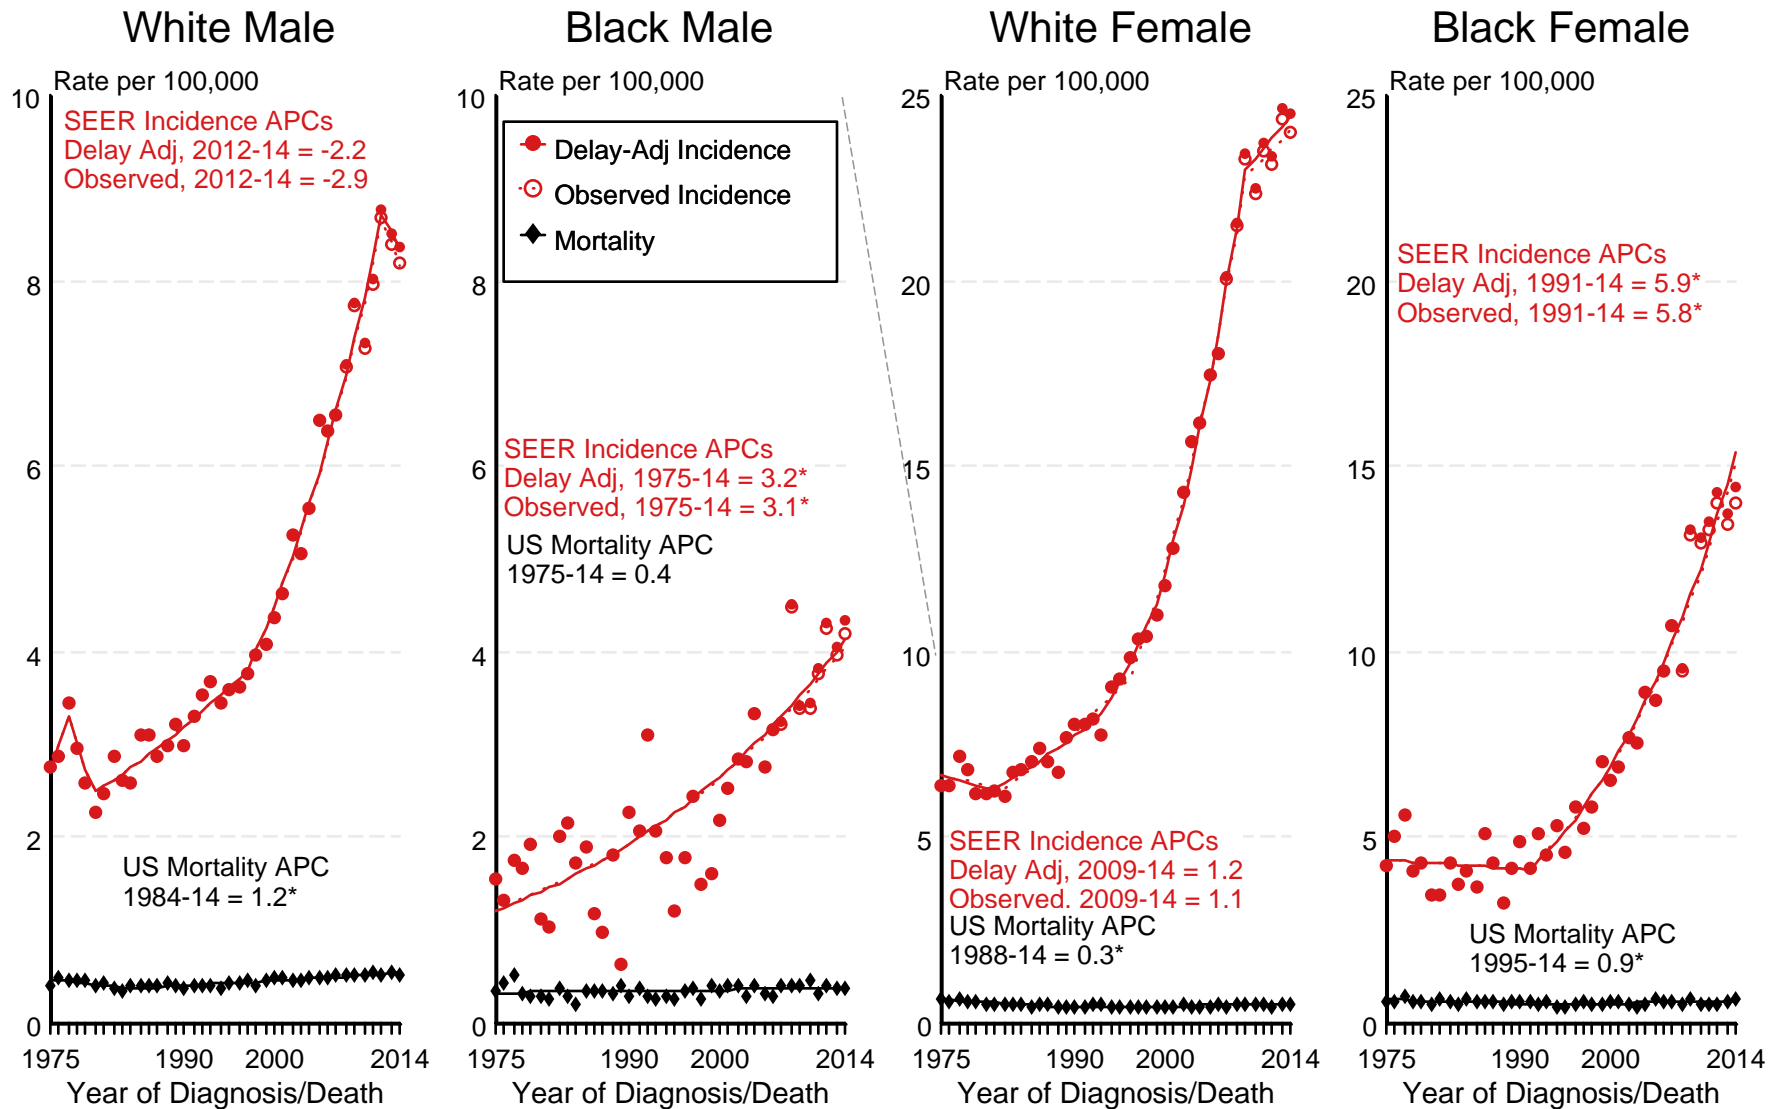 White Male
Black Male
White Female
Black Female
Rate per 100,000
Rate per 100,000
Rate per 100,000
Rate per 100,000
10
8
6
4
2
0
SEER Incidence APCs
Delay Adj, 2012-14 = -2.2
Observed, 2012-14 = -2.9
US Mortality APC
1984-14 = 1.2*
1975
1990
2000
2014
Year of Diagnosis/Death
10
8
6
4
2
0
Delay-Adj Incidence
Observed Incidence
Mortality
SEER Incidence APCs
Delay Adj, 1975-14 = 3.2*
Observed, 1975-14 = 3.1*
US Mortality APC
1975-14 = 0.4
1975
1990
2000
2014
Year of Diagnosis/Death
25
20
15
10
5
0
SEER Incidence APCs
Delay Adj, 2009-14 = 1.2
Observed. 2009-14 = 1.1
US Mortality APC
1988-14 = 0.3*
1975
1990
2000
2014
Year of Diagnosis/Death
25
20
15
10
5
0
SEER Incidence APCs
Delay Adj, 1991-14 = 5.9*
Observed, 1991-14 = 5.8*
US Mortality APC
1995-14 = 0.9*
1975
1990
2000
2014
Year of Diagnosis/Death